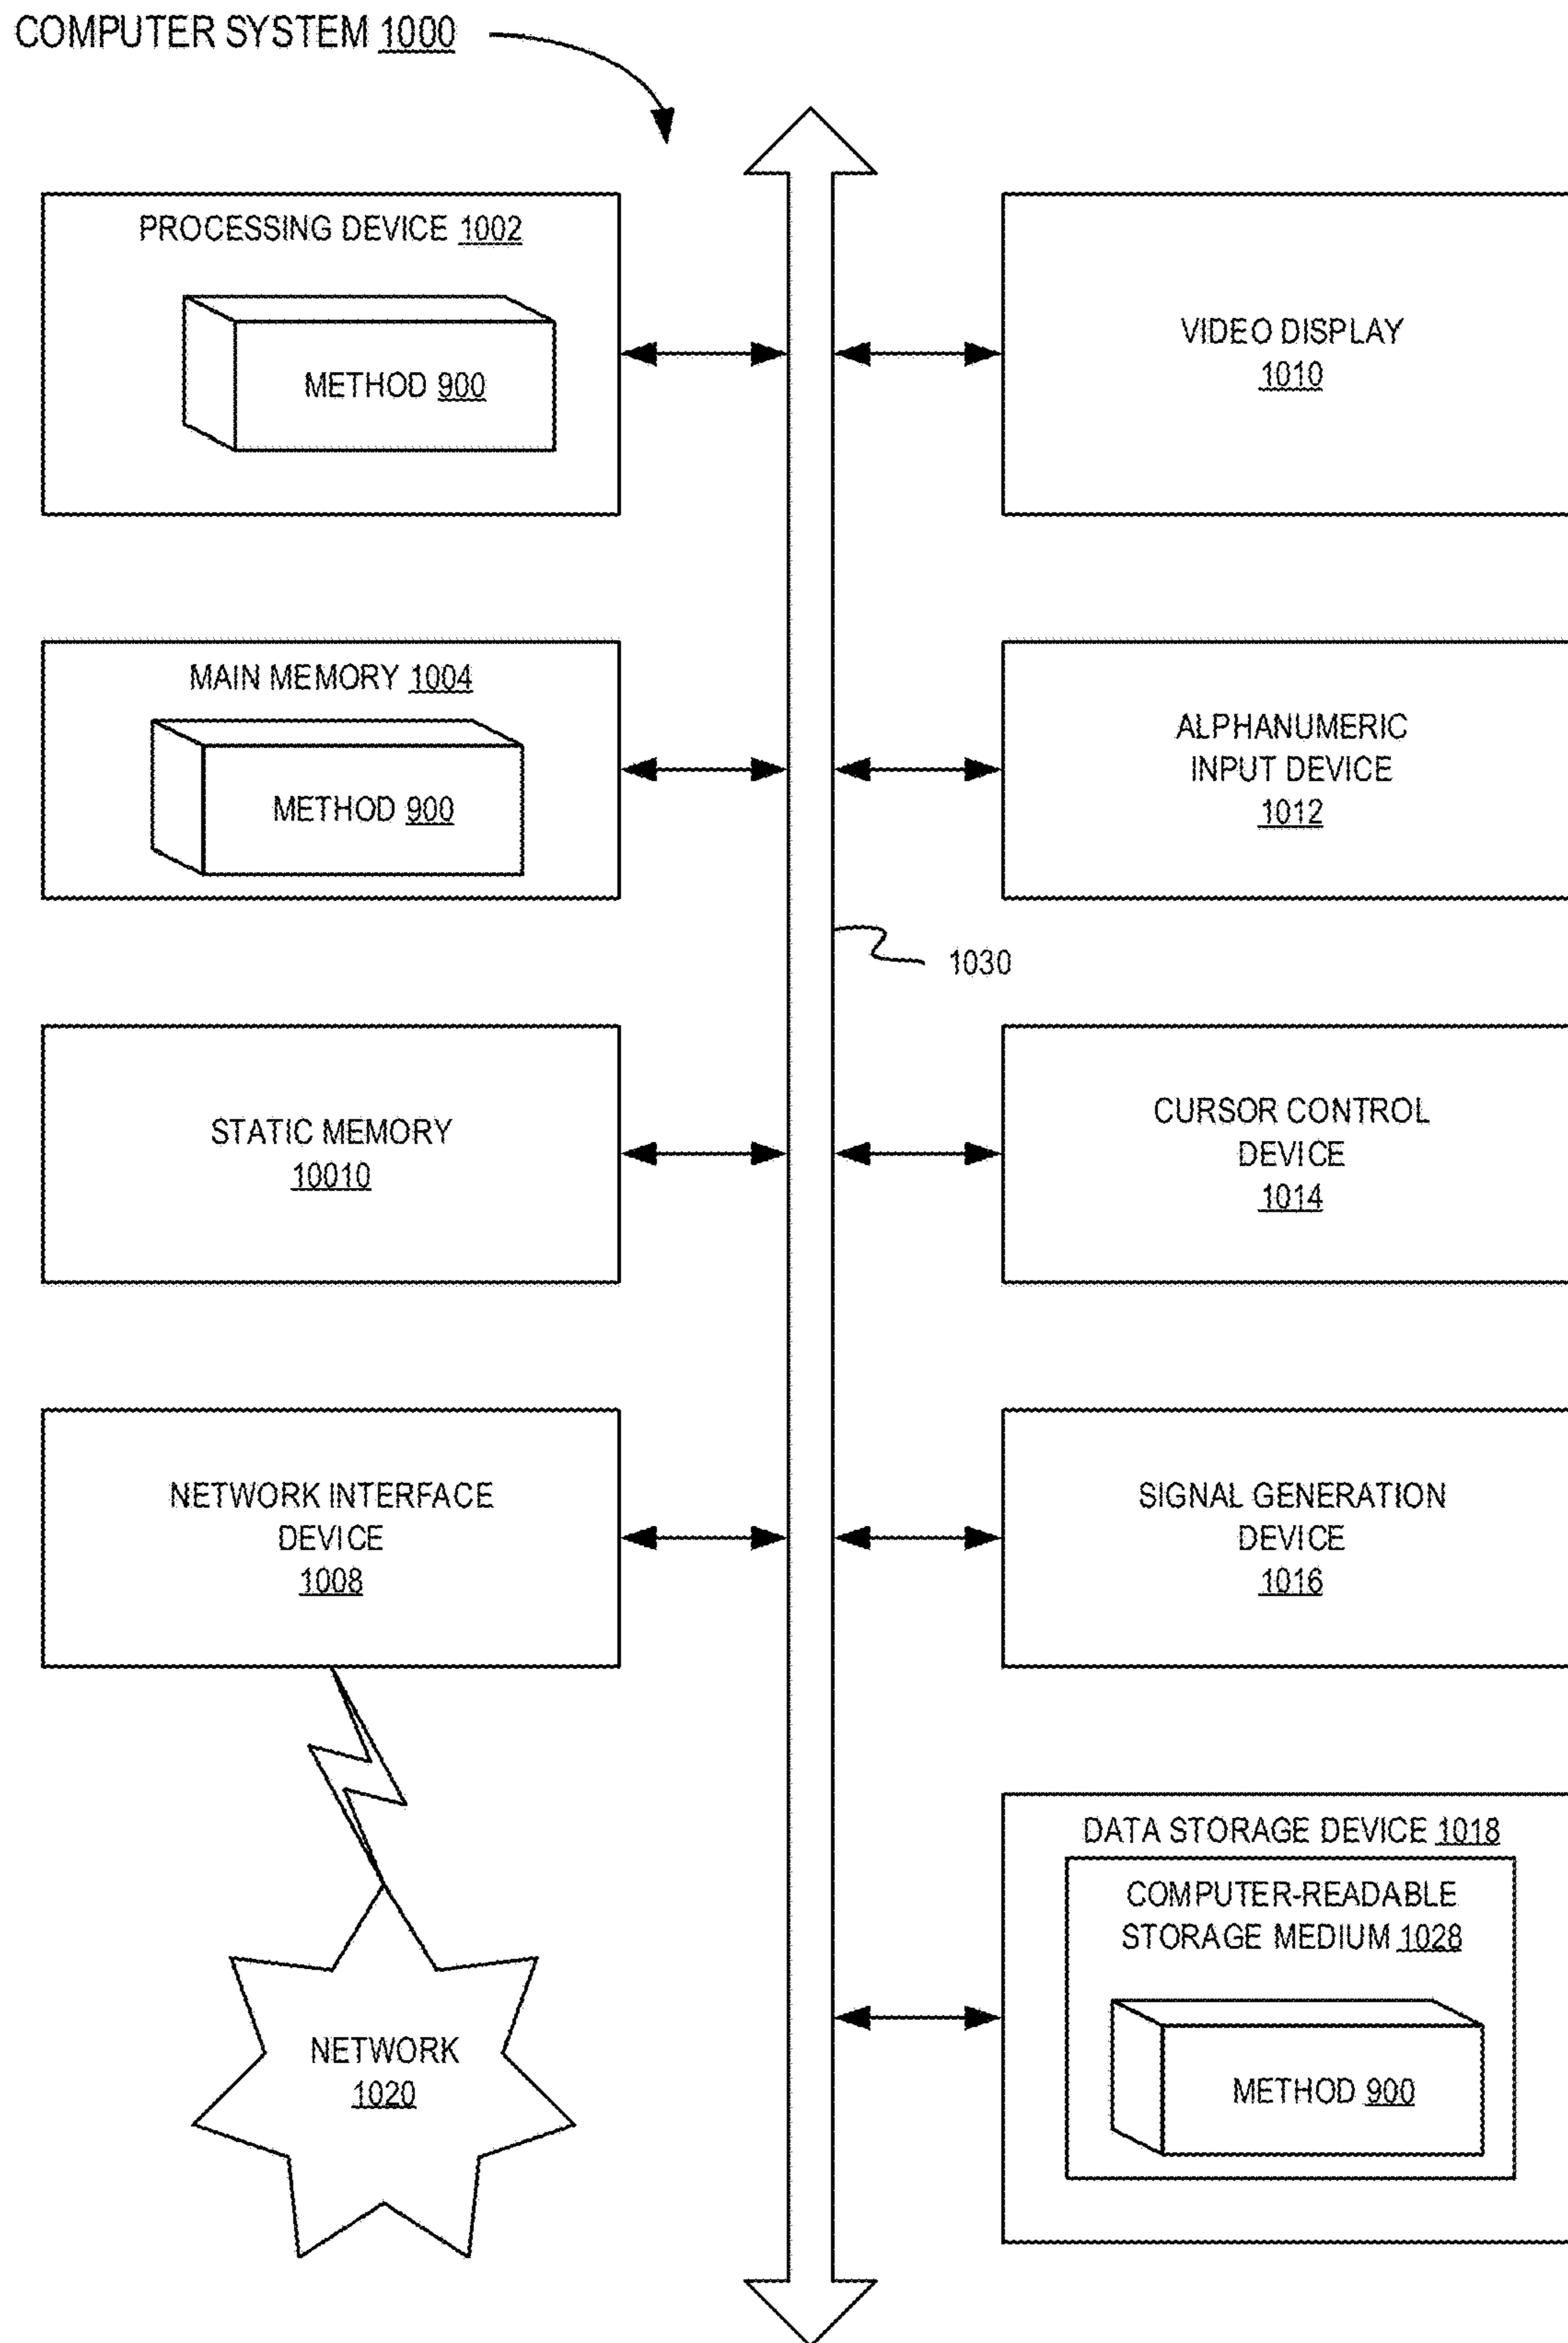 COMPUTER SYSTEM 1000
PROCESSING DEVICE 1002
METHOD 900
VIDEO DISPLAY
1010
MAIN MEMORY 1004
METHOD 900
ALPHANUMERIC
INPUT DEVICE
1012
1030
STATIC MEMORY
10010
CURSOR CONTROL
DEVICE
1014
NETWORK INTERFACE
DEVICE
1008
SIGNAL GENERATION
DEVICE
1016
DATA STORAGE DEVICE 1018
COMPUTER-READABLE
STORAGE MEDIUM 1028
METHOD 900
NETWORK
1020